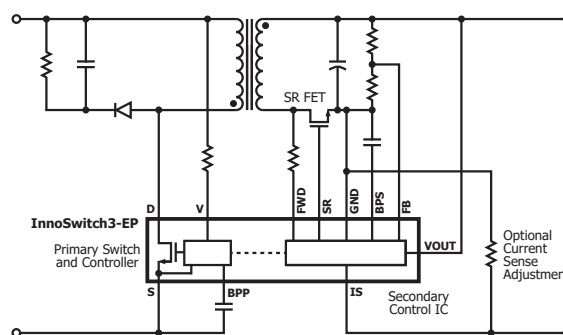 SR FET
D
V
FWD
SR
GND
BPS
FB
InnoSwitch3-EP
VOUT
Primary Switch
and Controller
Optional
Current
Sense
Adjustment
S
BPP
IS
Secondary
Control IC